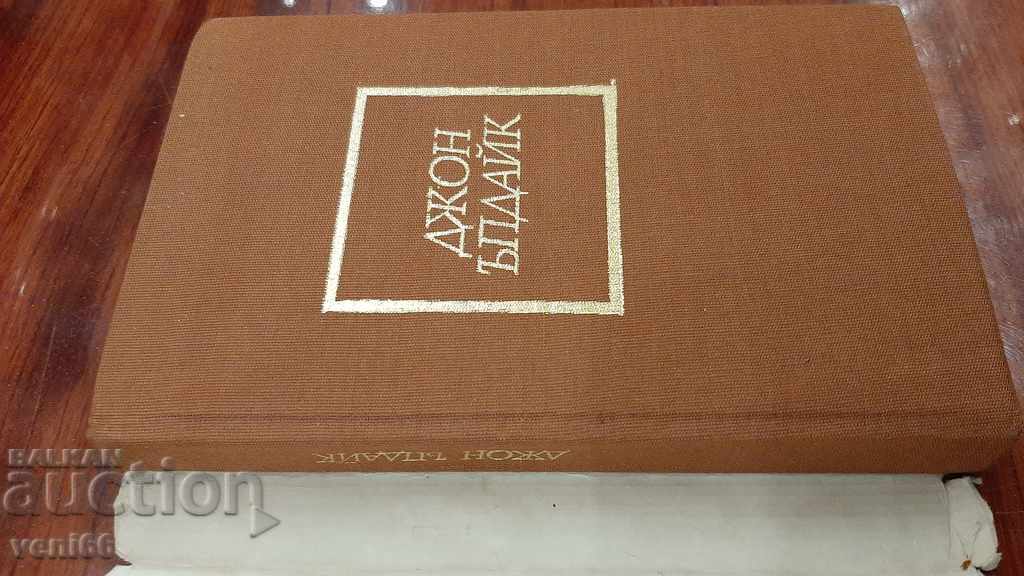 ДЖОН
ЪПДАЙК
ДЖОН ЪПДАЙК
BALKAN
auction
veni66